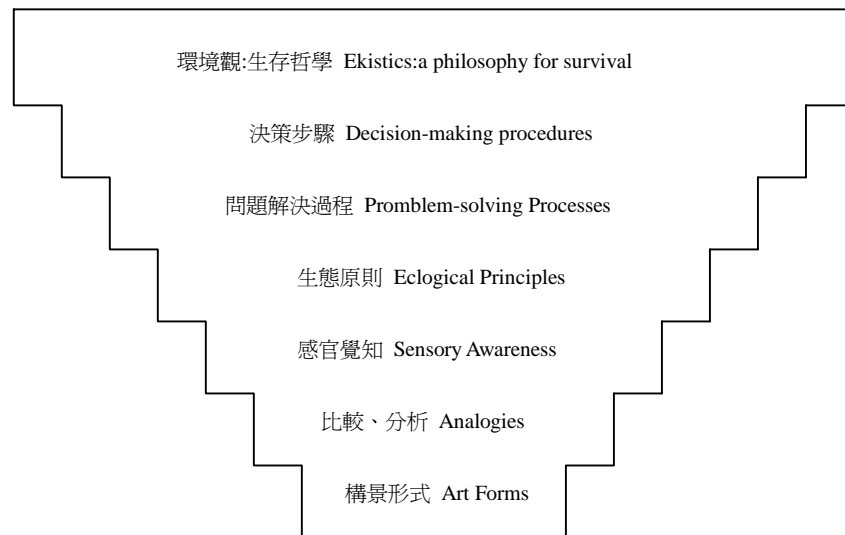 環境觀:生存哲學 Ekistics:a philosophy for survival
決策步驟 Decision-making procedures
問題解決過程 Promblem-solving Processes
生態原則 Eclogical Principles
感官覺知 Sensory Awareness
比較、分析 Analogies
構景形式 Art Forms